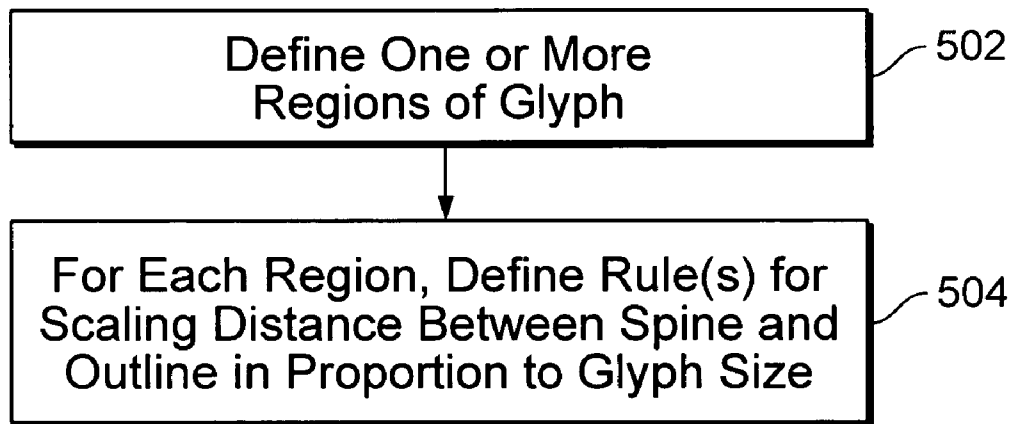 Define One or More
Regions of Glyph
502
For Each Region, Define Rule(s) for
Scaling Distance Between Spine and
Outline in Proportion to Glyph Size
504